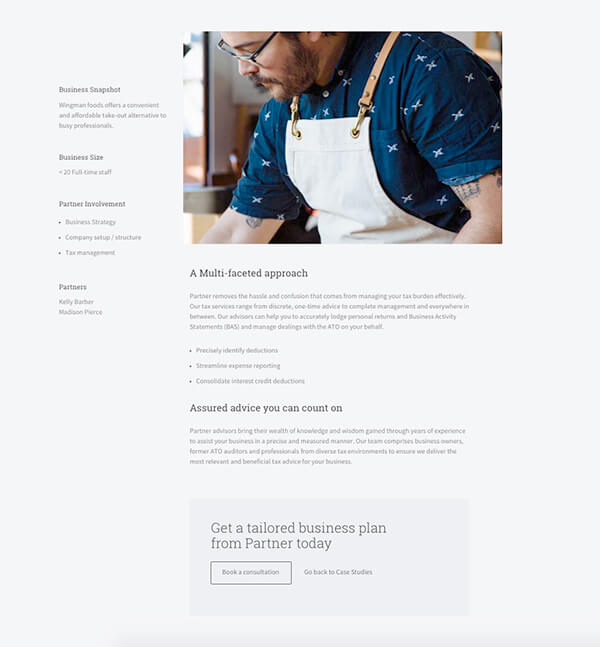 Business Snapshot
Wingman foods offers a convenient
and affordable take-out alternative to
busy professionals.
Business Size
< 20 Full-time staff
Partner Involvement
• Business Strategy
• Company setup / structure
• Tax management
Partners
Kelly Barber
Madison Pierce
A Multi-faceted approach
Partner removes the hassle and confusion that comes from managing your tax burden effectively.
Our tax services range from discrete, one-time advice to complete management and everywhere in
between. Our advisors can help you to accurately lodge personal returns and Business Activity
Statements (BAS) and manage dealings with the ATO on your behalf.
• Precisely identify deductions
• Streamline expense reporting
• Consolidate interest credit deductions
Assured advice you can count on
Partner advisors bring their wealth of knowledge and wisdom gained through years of experience
to assist your business in a precise and measured manner. Our team comprises business owners,
former ATO auditors and professionals from diverse tax environments to ensure we deliver the
most relevant and beneficial tax advice for your business.
Get a tailored business plan
from Partner today
Book a consultation
Go back to Case Studies